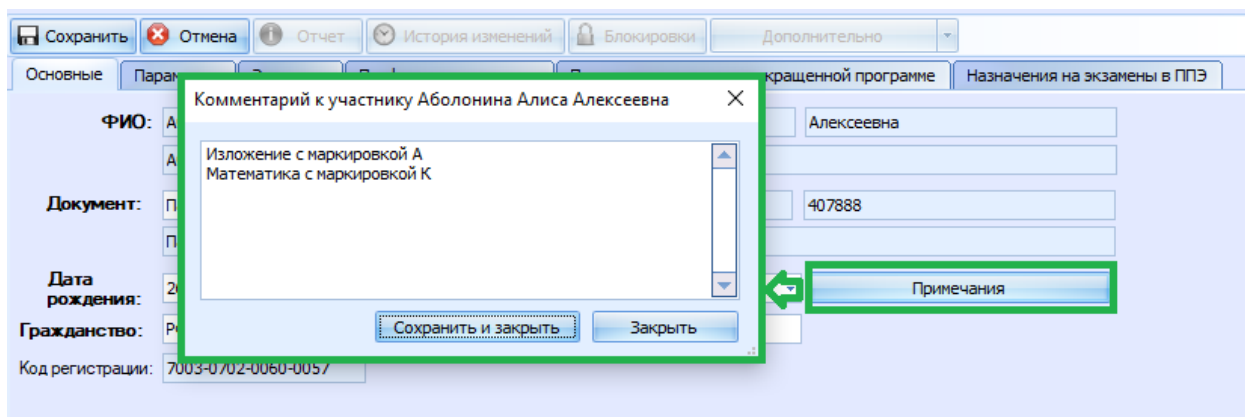 Сохранить Отмена Отчет История изменений Блокировки Дополнительно
Основные кращенной программе Назначения на экзамены в ППЭ
Комментарий к участнику Аболонина Алиса Алексеевна
ФИО: Алексеевна
Изложение с маркировкой А
Математика с маркировкой К
Документ: 407888
Дата
рождения: Примечания
Сохранить и закрыть Закрыть
Гражданство:
Код регистрации: 7003-0702-0060-0057